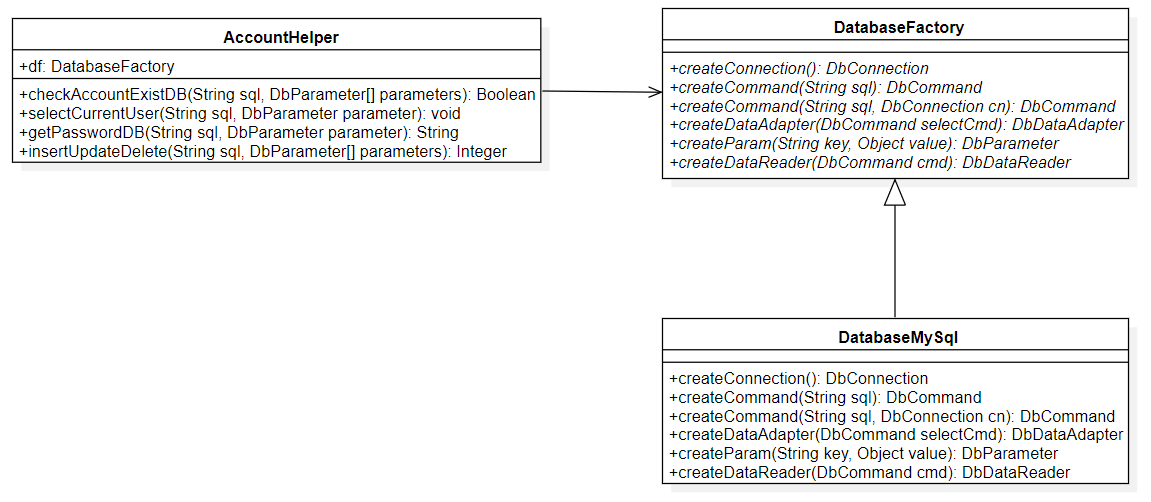 AccountHelper
+df: DatabaseFactory
+checkAccountExistDB(String sql, DbParameter[] parameters): Boolean
+selectCurrentUser(String sql, DbParameter parameter): void
+getPasswordDB(String sql, DbParameter parameter): String
+insertUpdateDelete(String sql, DbParameter[] parameters): Integer
DatabaseFactory
+createConnection(): DbConnection
+createCommand(String sql): DbCommand
+createCommand(String sql, DbConnection cn): DbCommand
+createDataAdapter(DbCommand selectCmd): DbDataAdapter
+createParam(String key, Object value): DbParameter
+createDataReader(DbCommand cmd): DbDataReader
DatabaseMySql
+createConnection(): DbConnection
+createCommand(String sql): DbCommand
+createCommand(String sql, DbConnection cn): DbCommand
+createDataAdapter(DbCommand selectCmd): DbDataAdapter
+createParam(String key, Object value): DbParameter
+createDataReader(DbCommand cmd): DbDataReader